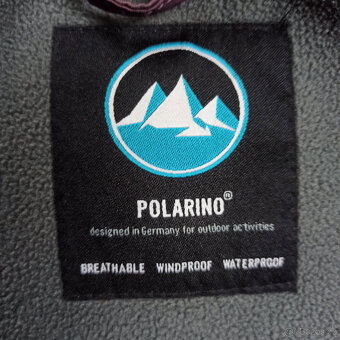 POLARINO®
designed in Germany for outdoor activities
BREATHABLE WINDPROOF WATERPROOF